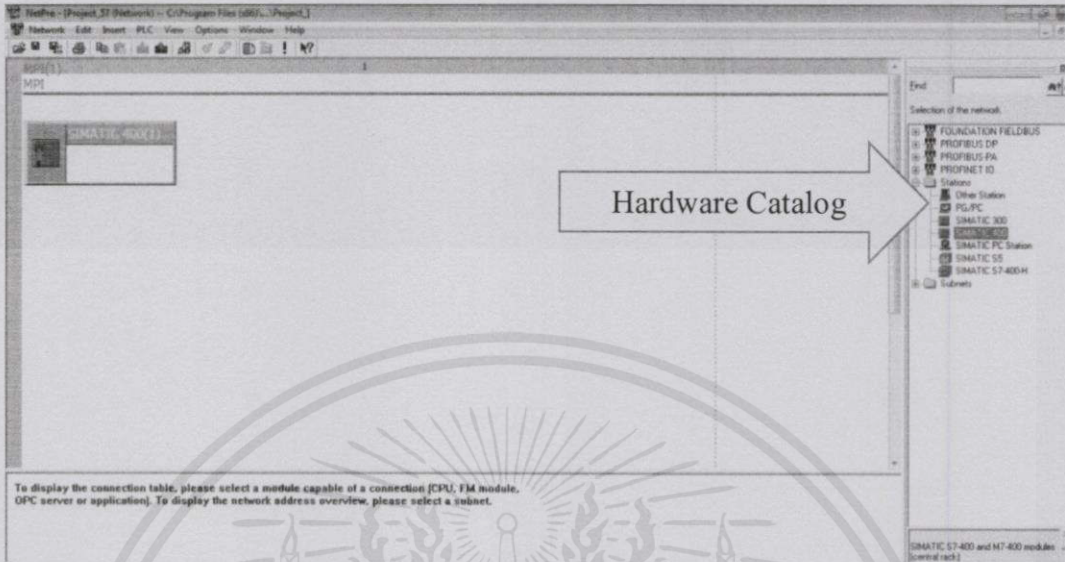 NetPro - [Project_S7 (Network) -- C:\Program Files (x86)\...\Project_]
Network Edit Insert PLC View Options Window Help
MPI(1)
MPI
1
SIMATIC 400(1)
Hardware Catalog
Find
Selection of the network
FOUNDATION FIELDBUS
PROFIBUS DP
PROFIBUS-PA
PROFINET IO
Stations
Other Station
PG/PC
SIMATIC 300
SIMATIC 400
SIMATIC PC Station
SIMATIC S5
SIMATIC S7-400-H
Subnets
To display the connection table, please select a module capable of a connection (CPU, FM module,
OPC server or application). To display the network address overview, please select a subnet.
SIMATIC S7-400 and M7-400 modules
(central rack)